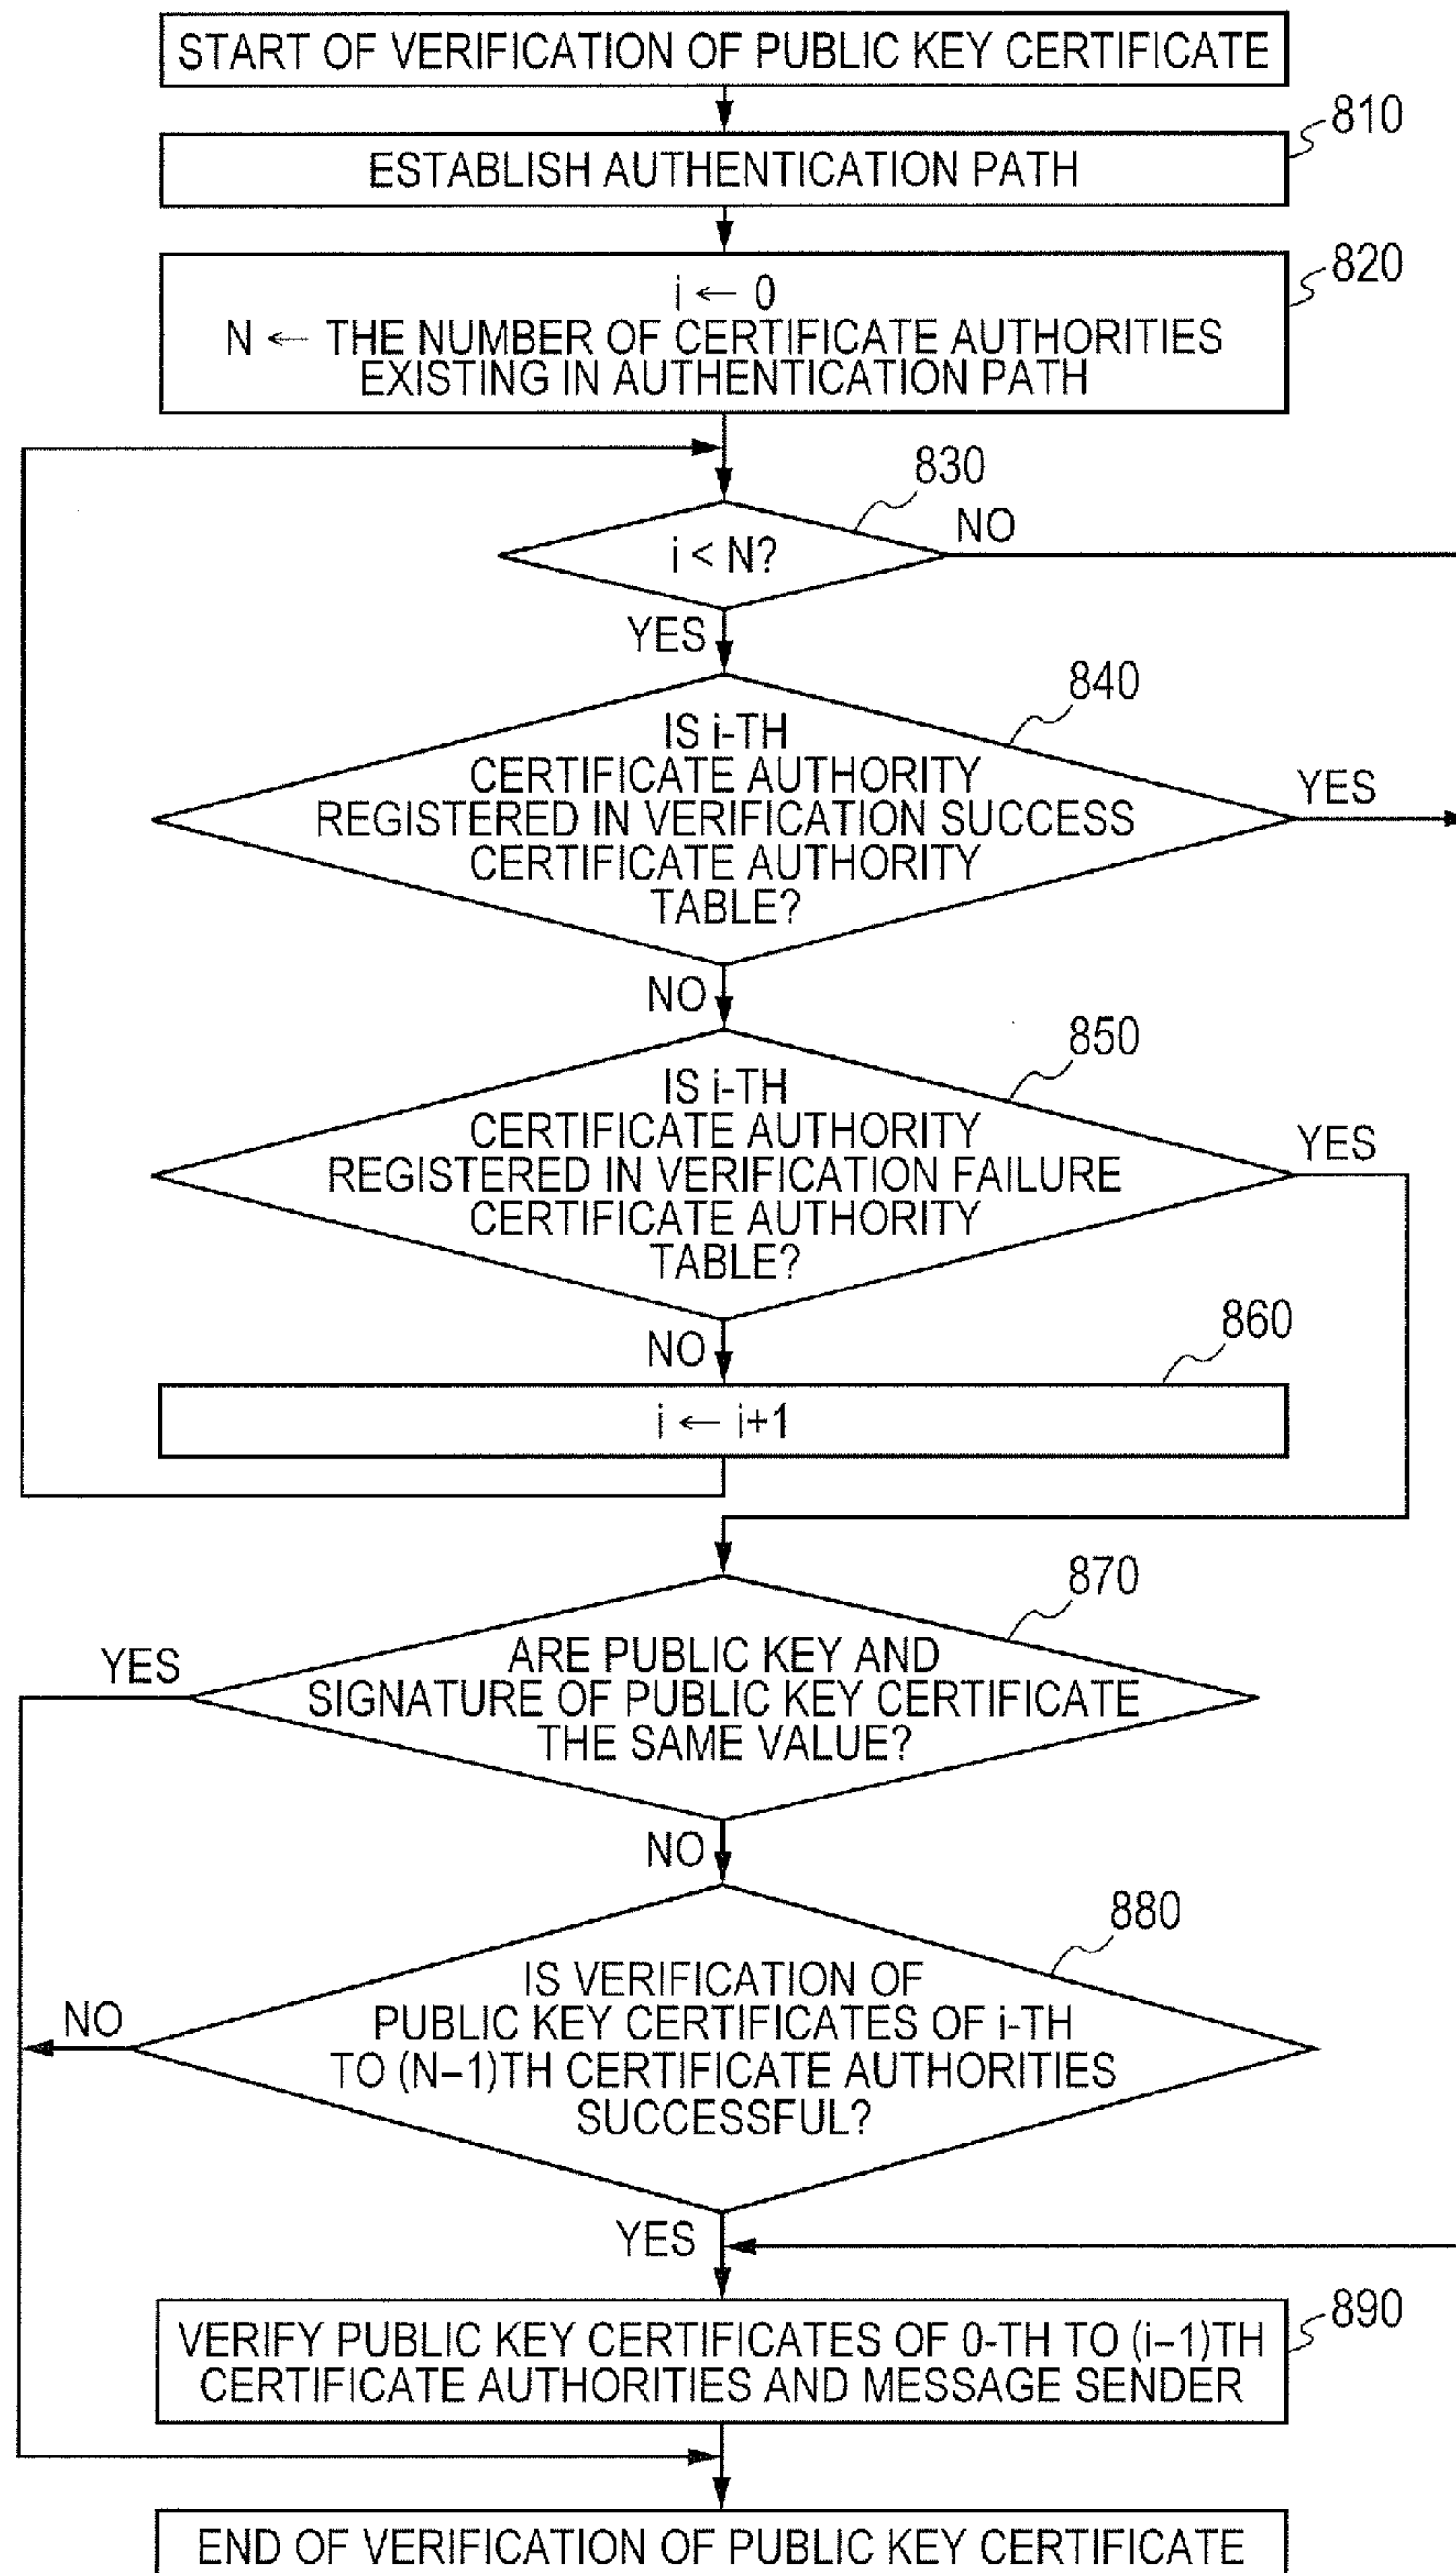 START OF VERIFICATION OF PUBLIC KEY CERTIFICATE
810
ESTABLISH AUTHENTICATION PATH
820
i ← 0
N ← THE NUMBER OF CERTIFICATE AUTHORITIES
EXISTING IN AUTHENTICATION PATH
830
i < N?
NO
YES
840
IS i-TH
CERTIFICATE AUTHORITY
REGISTERED IN VERIFICATION SUCCESS
CERTIFICATE AUTHORITY
TABLE?
YES
NO
850
IS i-TH
CERTIFICATE AUTHORITY
REGISTERED IN VERIFICATION FAILURE
CERTIFICATE AUTHORITY
TABLE?
YES
NO
860
i ← i+1
870
ARE PUBLIC KEY AND
SIGNATURE OF PUBLIC KEY CERTIFICATE
THE SAME VALUE?
YES
NO
880
IS VERIFICATION OF
PUBLIC KEY CERTIFICATES OF i-TH
TO (N–1)TH CERTIFICATE AUTHORITIES
SUCCESSFUL?
NO
YES
890
VERIFY PUBLIC KEY CERTIFICATES OF 0-TH TO (i–1)TH
CERTIFICATE AUTHORITIES AND MESSAGE SENDER
END OF VERIFICATION OF PUBLIC KEY CERTIFICATE